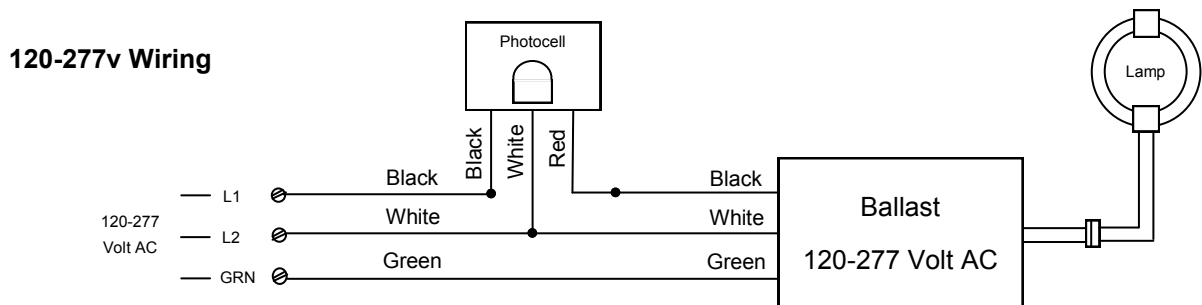 120-277v Wiring
Photocell
Lamp
Black
White
Red
L1
Black
Black
120-277
Volt AC
L2
White
White
GRN
Green
Green
Ballast
120-277 Volt AC